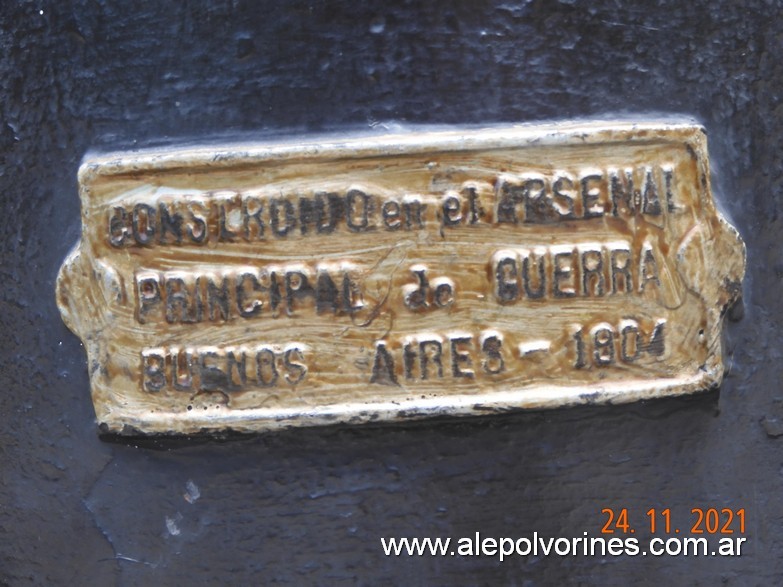 CONSTRUIDO en el ARSENAL
PRINCIPAL de GUERRA
BUENOS AIRES - 1904
24. 11. 2021
www.alepolvorines.com.ar